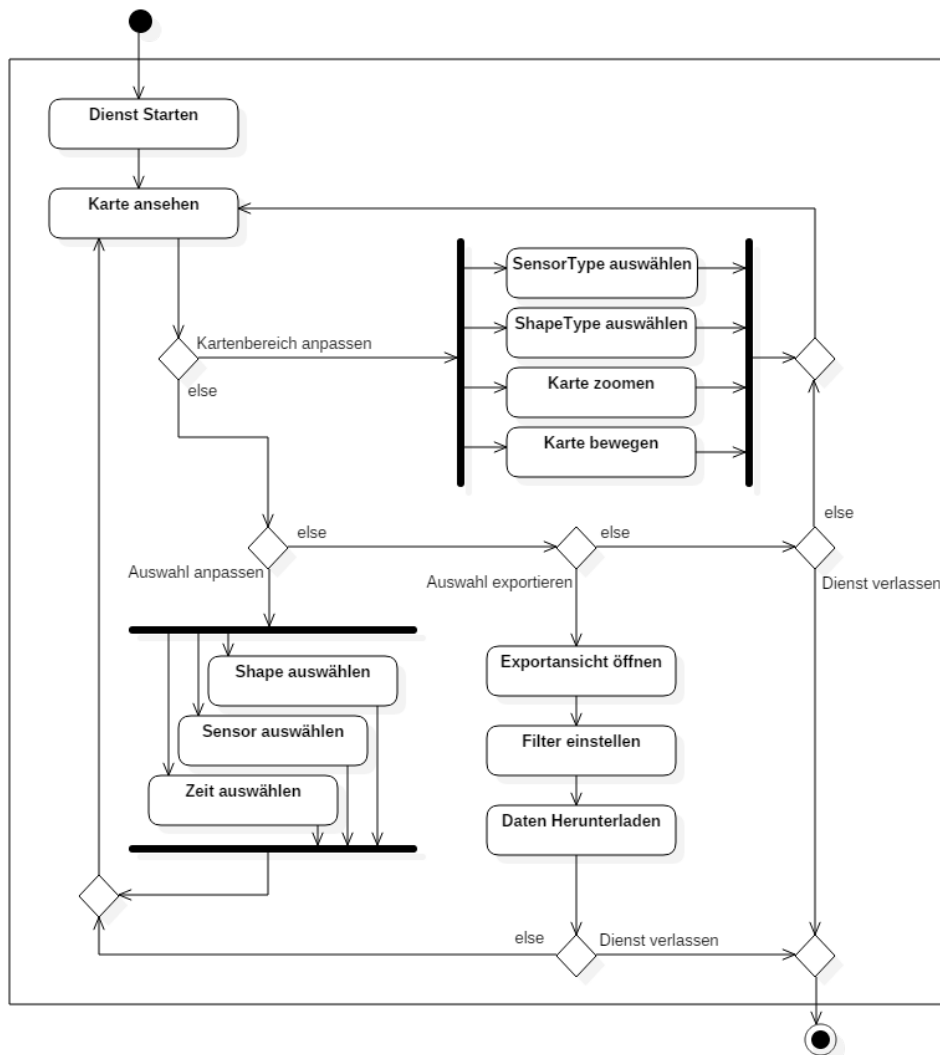 Dienst Starten
Karte ansehen
SensorType auswählen
ShapeType auswählen
Kartenbereich anpassen
Karte zoomen
else
Karte bewegen
else
else
else
Auswahl anpassen
Auswahl exportieren
Dienst verlassen
Shape auswählen
Exportansicht öffnen
Sensor auswählen
Filter einstellen
Zeit auswählen
Daten Herunterladen
else
Dienst verlassen